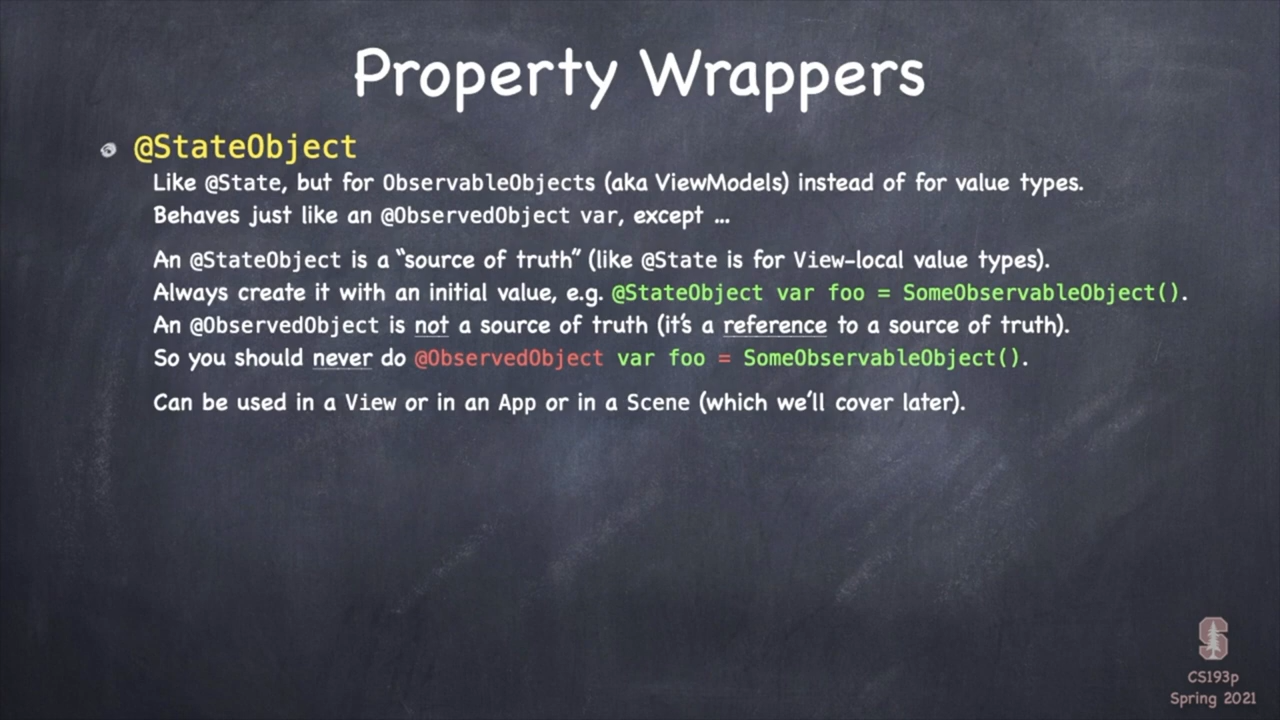 Property Wrappers
@StateObject
Like @State, but for ObservableObjects (aka ViewModels) instead of for value types.
Behaves just like an @ObservedObject var, except …
An @StateObject is a “source of truth” (like @State is for View-local value types).
Always create it with an initial value, e.g. @StateObject var foo = SomeObservableObject().
An @ObservedObject is not a source of truth (it’s a reference to a source of truth).
So you should never do @ObservedObject var foo = SomeObservableObject().
Can be used in a View or in an App or in a Scene (which we’ll cover later).
S
CS193p
Spring 2021